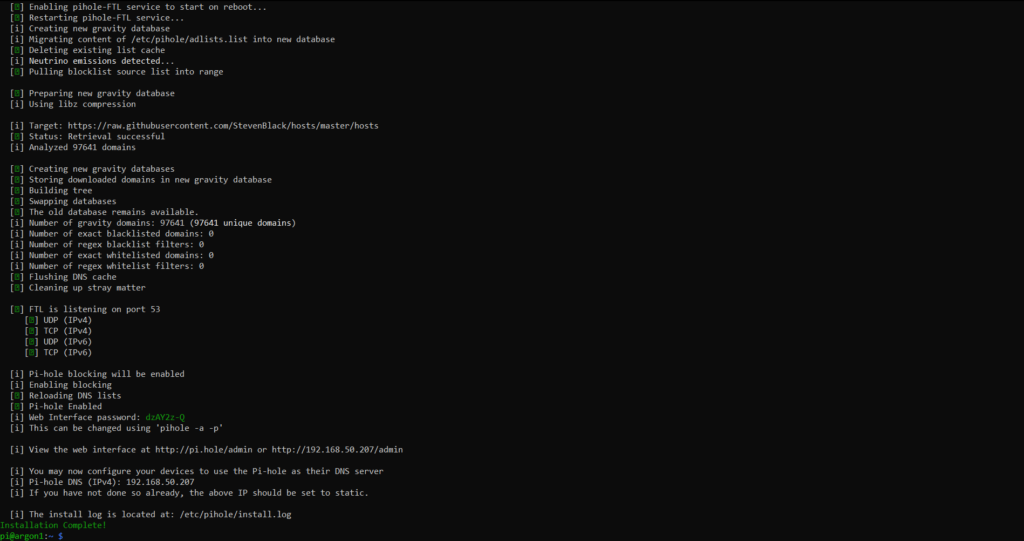 [✓] Enabling pihole-FTL service to start on reboot...
[✓] Restarting pihole-FTL service...
[i] Creating new gravity database
[i] Migrating content of /etc/pihole/adlists.list into new database
[✓] Deleting existing list cache
[i] Neutrino emissions detected...
[✓] Pulling blocklist source list into range
[✓] Preparing new gravity database
[i] Using libz compression
[i] Target: https://raw.githubusercontent.com/StevenBlack/hosts/master/hosts
[✓] Status: Retrieval successful
[i] Analyzed 97641 domains
[✓] Creating new gravity databases
[✓] Storing downloaded domains in new gravity database
[✓] Building tree
[✓] Swapping databases
[✓] The old database remains available.
[i] Number of gravity domains: 97641 (97641 unique domains)
[i] Number of exact blacklisted domains: 0
[i] Number of regex blacklist filters: 0
[i] Number of exact whitelisted domains: 0
[i] Number of regex whitelist filters: 0
[✓] Flushing DNS cache
[✓] Cleaning up stray matter
[✓] FTL is listening on port 53
[✓] UDP (IPv4)
[✓] TCP (IPv4)
[✓] UDP (IPv6)
[✓] TCP (IPv6)
[i] Pi-hole blocking will be enabled
[i] Enabling blocking
[✓] Reloading DNS lists
[✓] Pi-hole Enabled
[i] Web Interface password: dzAY2z-Q
[i] This can be changed using 'pihole -a -p'
[i] View the web interface at http://pi.hole/admin or http://192.168.50.207/admin
[i] You may now configure your devices to use the Pi-hole as their DNS server
[i] Pi-hole DNS (IPv4): 192.168.50.207
[i] If you have not done so already, the above IP should be set to static.
[i] The install log is located at: /etc/pihole/install.log
Installation Complete!
pi@argon1:~ $